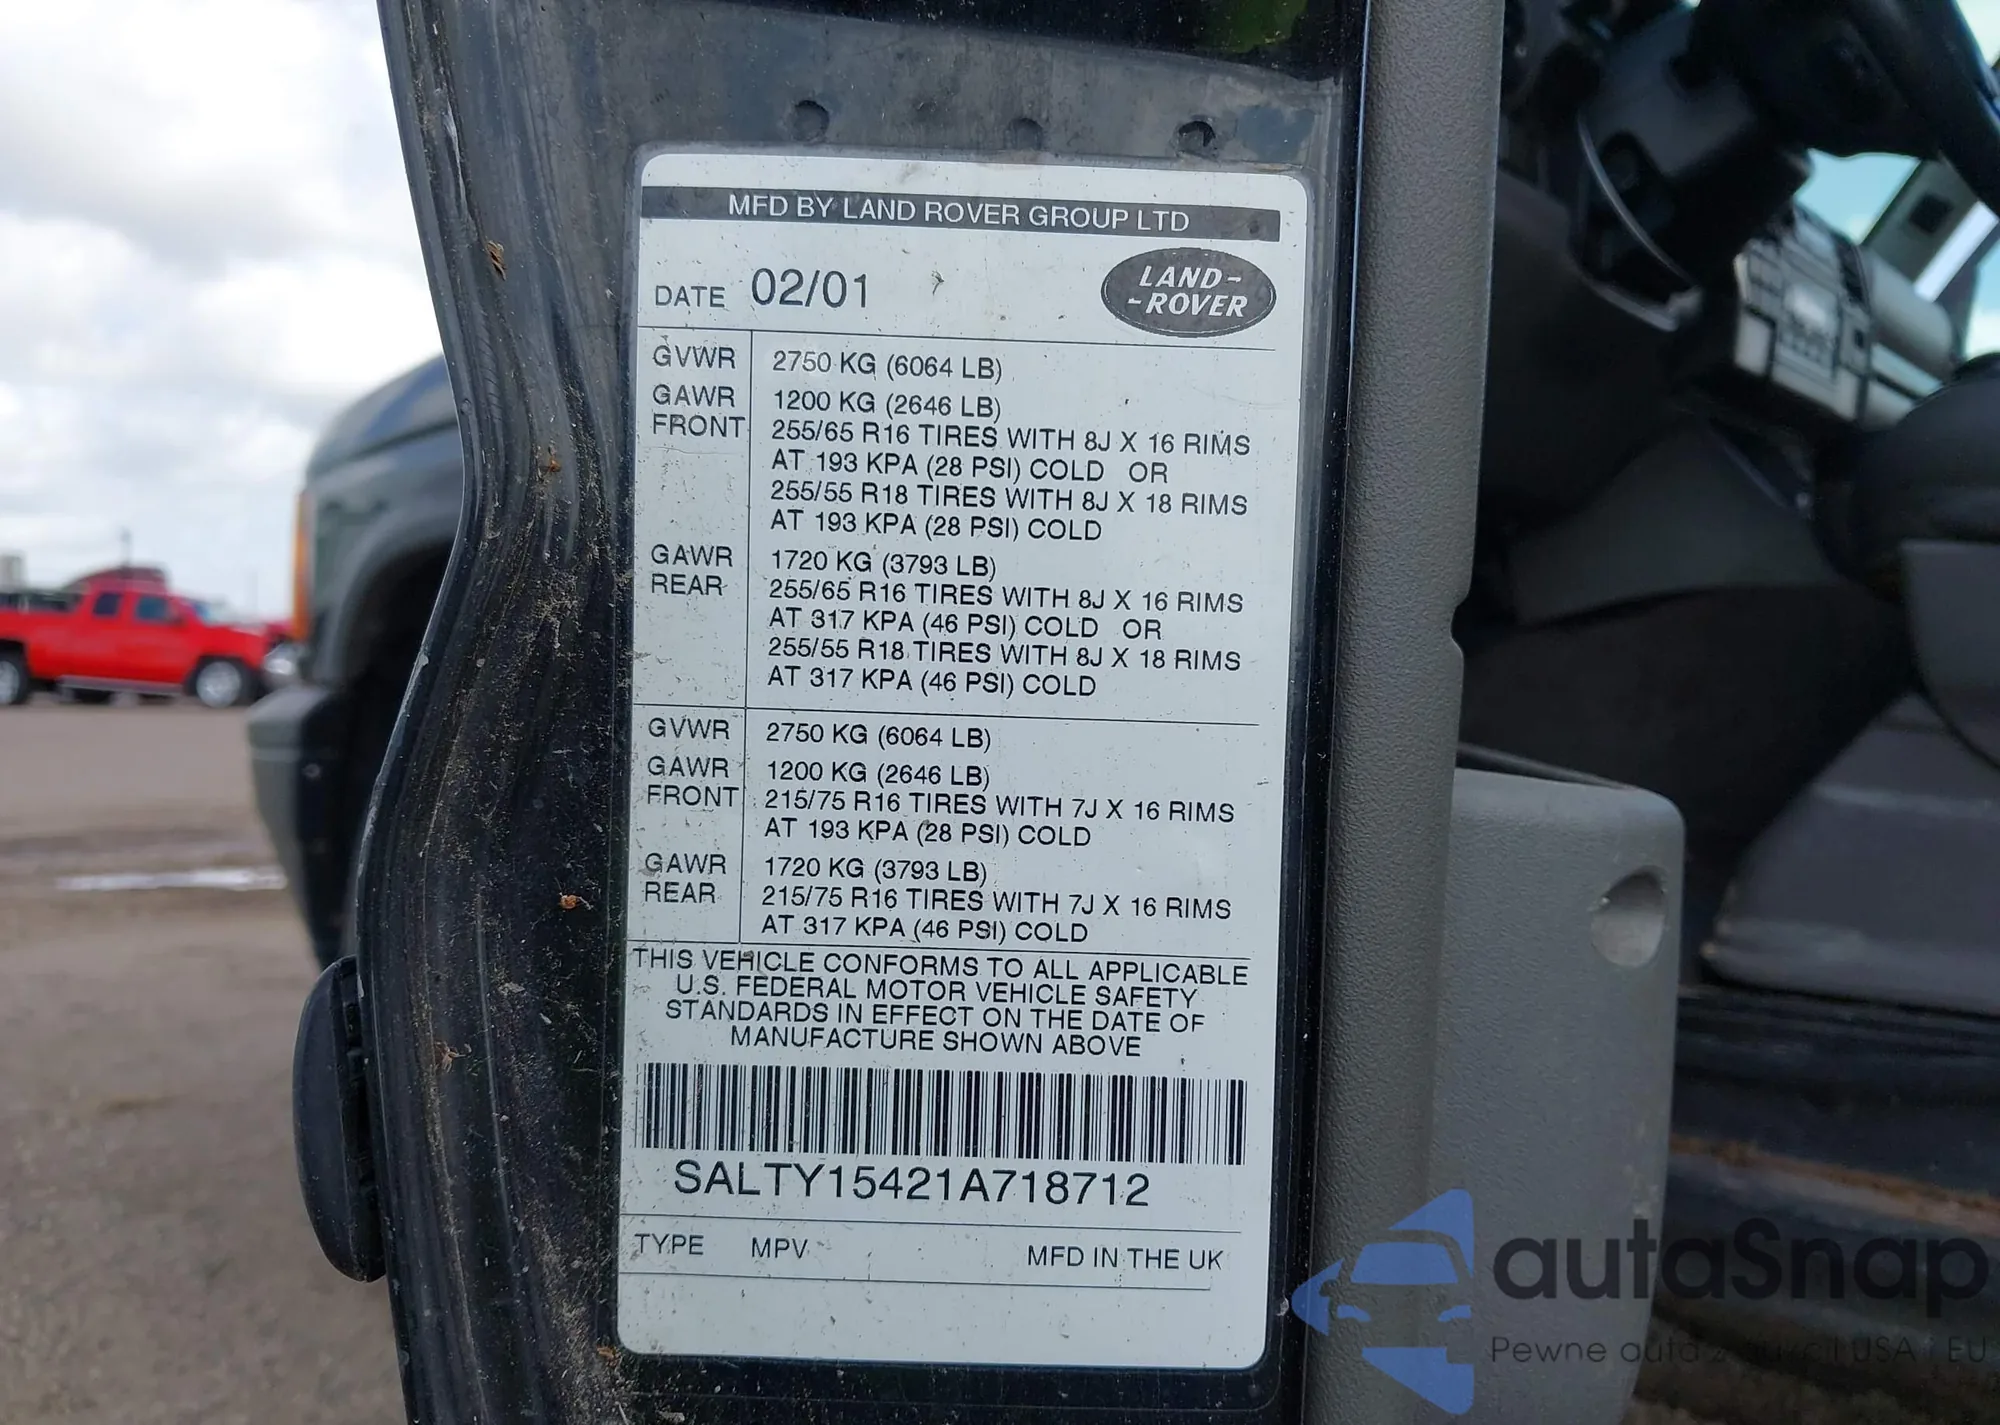 MFD BY LAND ROVER GROUP LTD
DATE 02/01
LAND-
-ROVER
GVWR 2750 KG (6064 LB)
GAWR 1200 KG (2646 LB)
FRONT 255/65 R16 TIRES WITH 8J X 16 RIMS
AT 193 KPA (28 PSI) COLD OR
255/55 R18 TIRES WITH 8J X 18 RIMS
AT 193 KPA (28 PSI) COLD
GAWR 1720 KG (3793 LB)
REAR 255/65 R16 TIRES WITH 8J X 16 RIMS
AT 317 KPA (46 PSI) COLD OR
255/55 R18 TIRES WITH 8J X 18 RIMS
AT 317 KPA (46 PSI) COLD
GVWR 2750 KG (6064 LB)
GAWR 1200 KG (2646 LB)
FRONT 215/75 R16 TIRES WITH 7J X 16 RIMS
AT 193 KPA (28 PSI) COLD
GAWR 1720 KG (3793 LB)
REAR 215/75 R16 TIRES WITH 7J X 16 RIMS
AT 317 KPA (46 PSI) COLD
THIS VEHICLE CONFORMS TO ALL APPLICABLE
U.S. FEDERAL MOTOR VEHICLE SAFETY
STANDARDS IN EFFECT ON THE DATE OF
MANUFACTURE SHOWN ABOVE
SALTY15421A718712
TYPE MPV MFD IN THE UK
autaSnap
Pewne auta z aukcji USA i EU